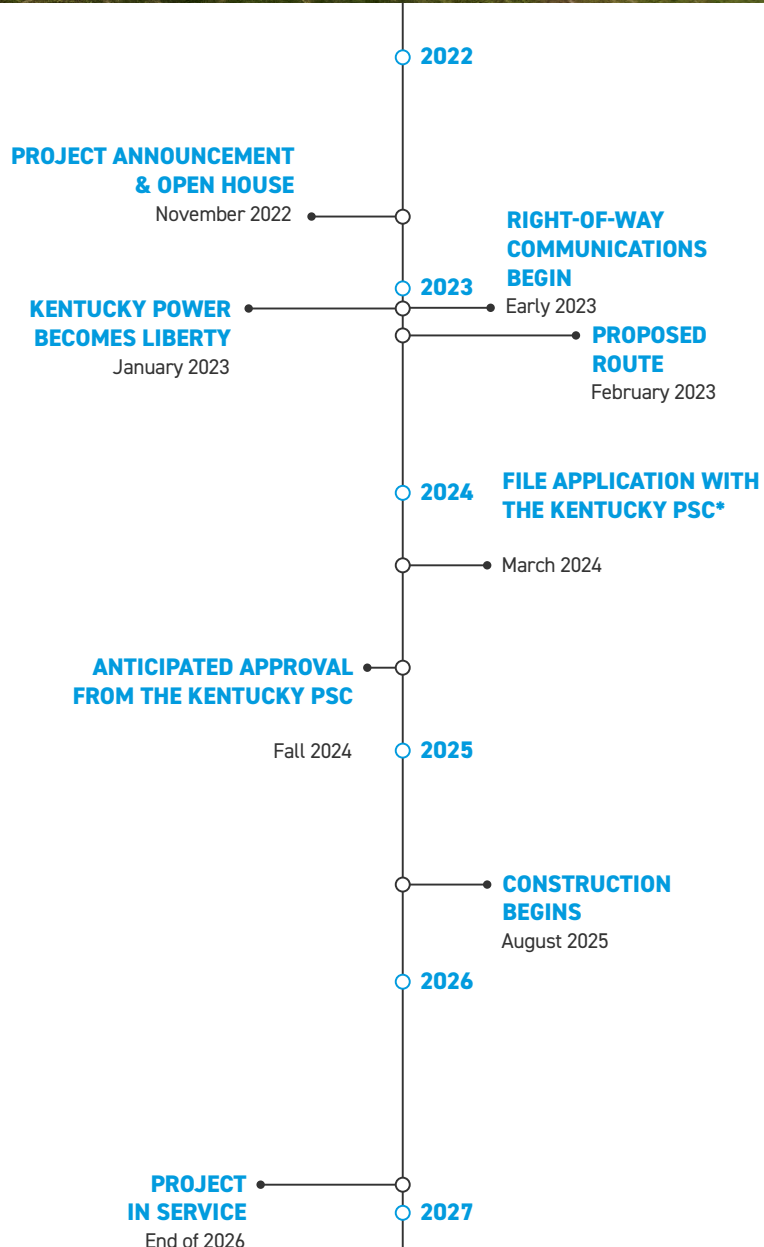 2022
PROJECT ANNOUNCEMENT
& OPEN HOUSE
November 2022
RIGHT-OF-WAY
COMMUNICATIONS
BEGIN
Early 2023
2023
KENTUCKY POWER
BECOMES LIBERTY
January 2023
PROPOSED
ROUTE
February 2023
2024
FILE APPLICATION WITH
THE KENTUCKY PSC*
March 2024
ANTICIPATED APPROVAL
FROM THE KENTUCKY PSC
Fall 2024
2025
CONSTRUCTION
BEGINS
August 2025
2026
PROJECT
IN SERVICE
End of 2026
2027